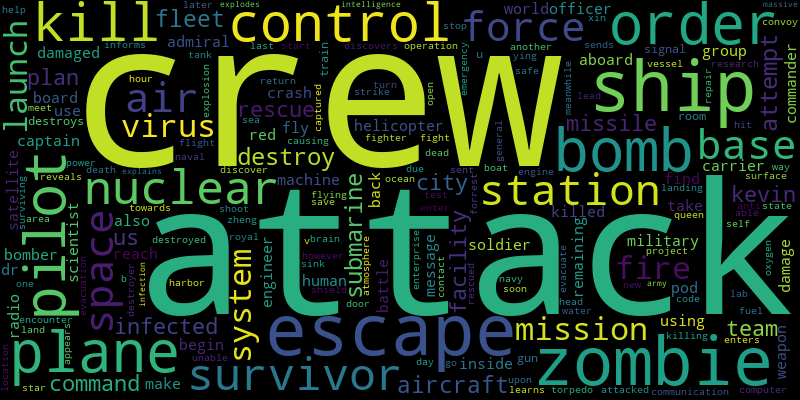 help later explodes intelligence massive
kill fleet control force world officer order
admiral informs last start discovers operation stop xin convoy
damaged tank another sends signal group
launch plan hour explosion train u ying safe meanwhile aboard vessel research attempt commander
crew ship
board air return crash strike turn open emergency lead repair
use meet rescue captured missile room hit
destroys virus red fly sea causing helicopter fighter fight general bomb base
captain flight naval destroy dead boat engine carrier way
power death explains discover machine due sent find surface
satellite reveals nuclear flying save back ocean city station landing kevin
surviving pilot area towards shoot zheng test enter forrest take queen ants state able
scientist also destroyed royal v brain submarine message facility killed self
bomber us reach space however atmosphere enterprise rescued soldier remaining military project
dr one infection destroyer attack evacuation engineer human sink shield door contact navy evacuate fire oxygen damage
b harbor system battle soon head new army pod lab
radio infected escape water mission code fuel
encounter land begin killing using team enters
plane appears unable day go inside gun zombie weapon
location star command make survivor aircraft upon learns torpedo attacked communication computer